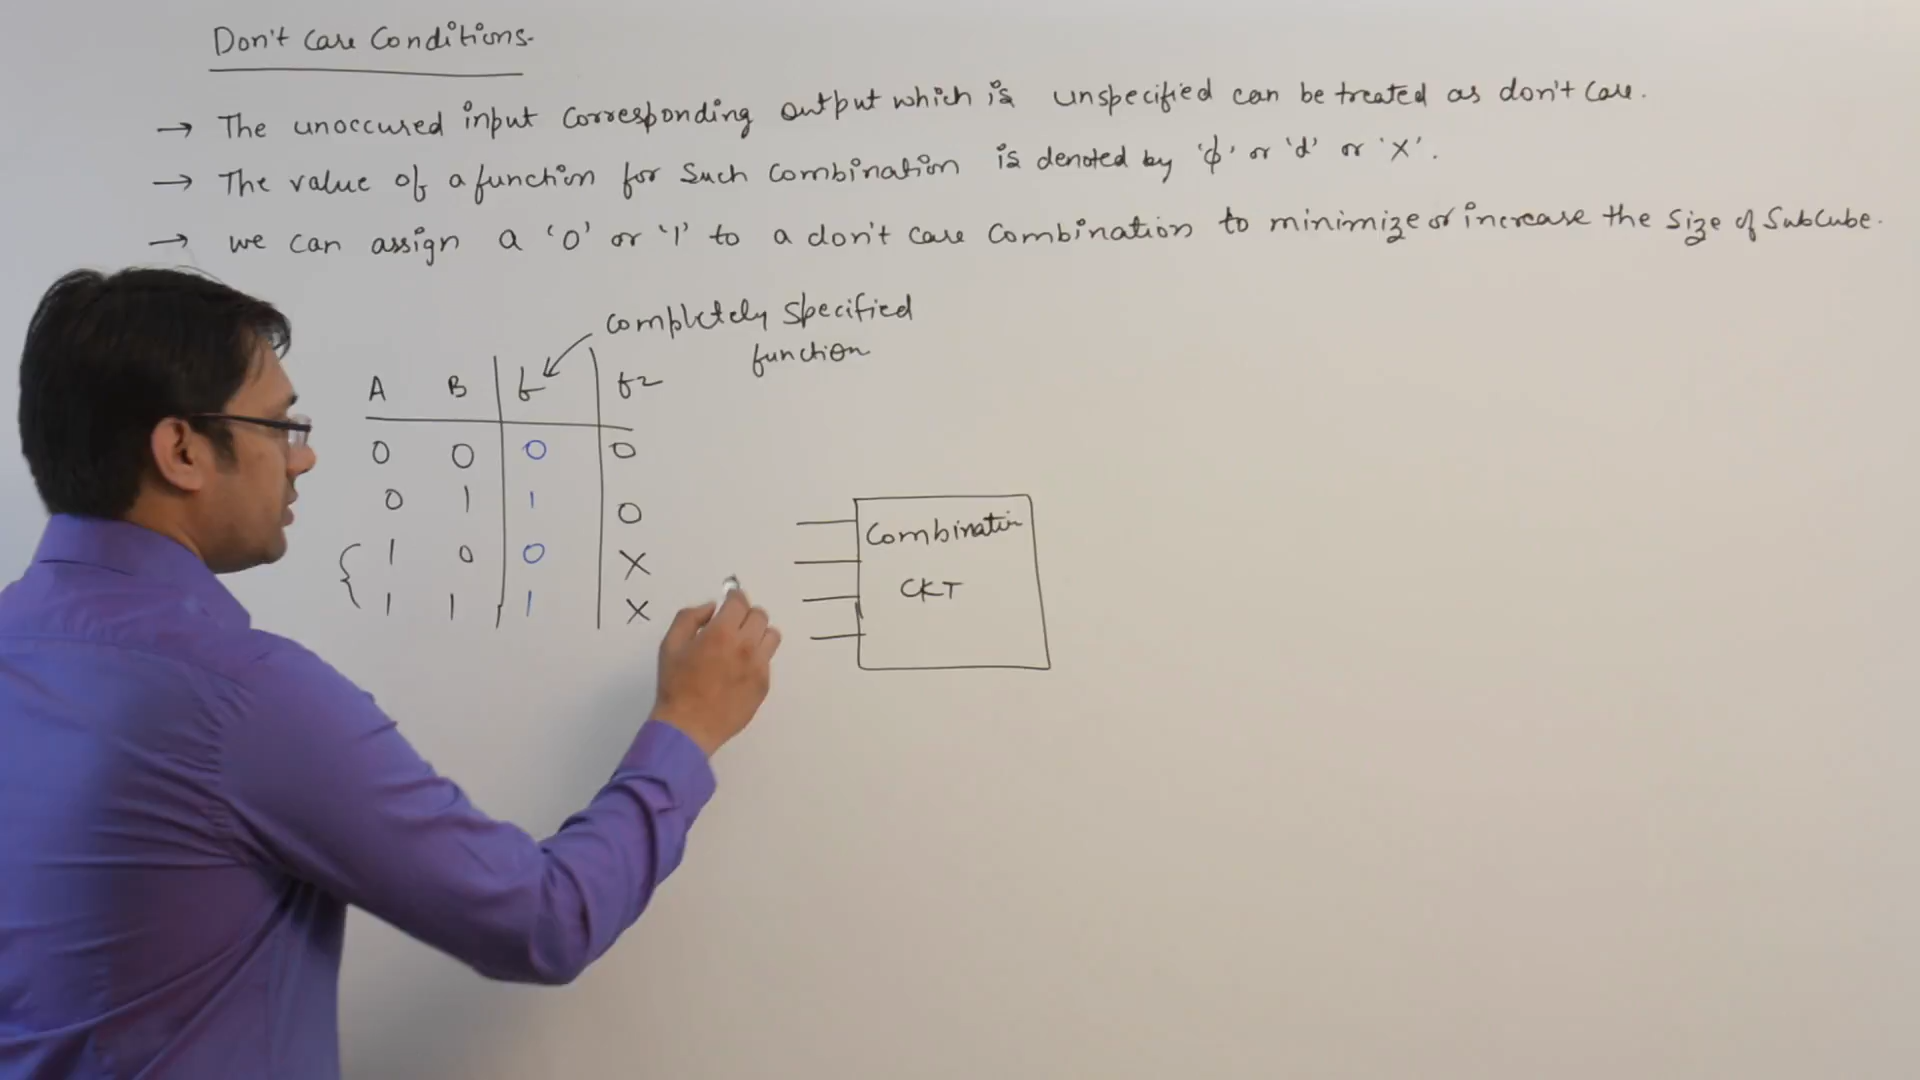 Don't Care Conditions.
→ The unoccured input corresponding output which is unspecified can be treated as don't care.
→ The value of a function for such combination is denoted by 'ϕ' or 'd' or 'X'.
→ we can assign a '0' or '1' to a don't care combination to minimize or increase the size of subcube.
completely specified
function
A B f f2
0 0 0 0
0 1 1 0
1 0 0 X
1 1 1 X
Combinatin
CKT